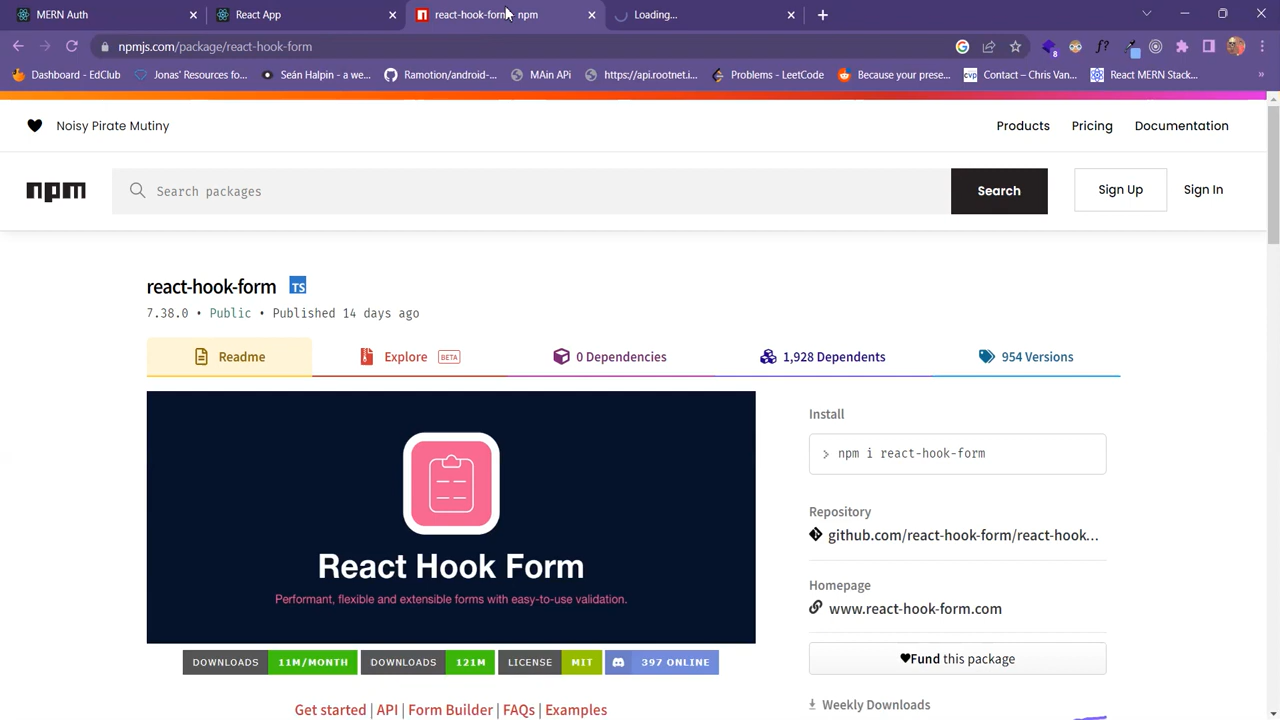 MERN Auth
React App
react-hook-form - npm
Loading...
npmjs.com/package/react-hook-form
Dashboard - EdClub
Jonas' Resources fo...
Seán Halpin - a we...
Ramotion/android-...
MAin APi
https://api.rootnet.i...
Problems - LeetCode
Because your prese...
Contact – Chris Van...
React MERN Stack...
»
Noisy Pirate Mutiny
Products
Pricing
Documentation
npm
Search packages
Search
Sign Up
Sign In
react-hook-form TS
7.38.0 • Public • Published 14 days ago
Readme
Explore BETA
0 Dependencies
1,928 Dependents
954 Versions
React Hook Form
Performant, flexible and extensible forms with easy-to-use validation.
DOWNLOADS 11M/MONTH DOWNLOADS 121M LICENSE MIT 397 ONLINE
Get started | API | Form Builder | FAQs | Examples
Install
> npm i react-hook-form
Repository
github.com/react-hook-form/react-hook...
Homepage
www.react-hook-form.com
Fund this package
Weekly Downloads